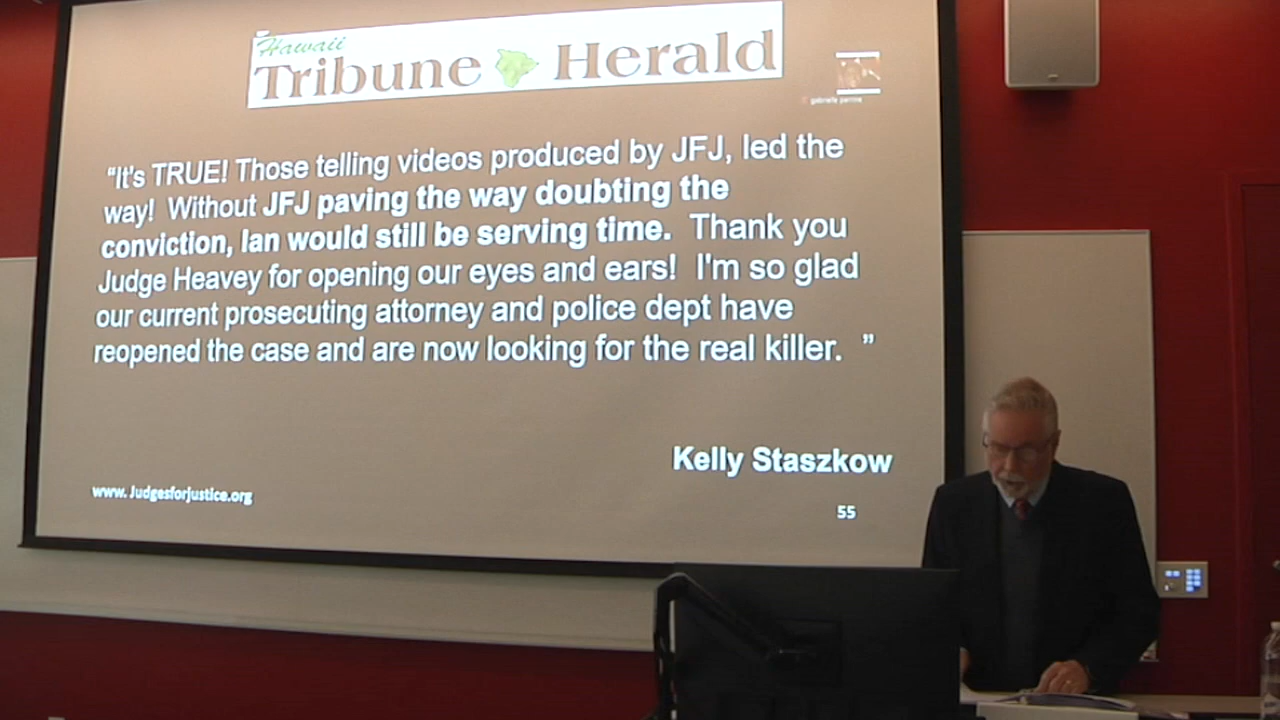 Hawaii
Tribune Herald
gabriella perrine
“It's TRUE! Those telling videos produced by JFJ, led the
way! Without JFJ paving the way doubting the
conviction, Ian would still be serving time. Thank you
Judge Heavey for opening our eyes and ears! I'm so glad
our current prosecuting attorney and police dept have
reopened the case and are now looking for the real killer. ”
Kelly Staszkow
www. Judgesforjustice.org
55